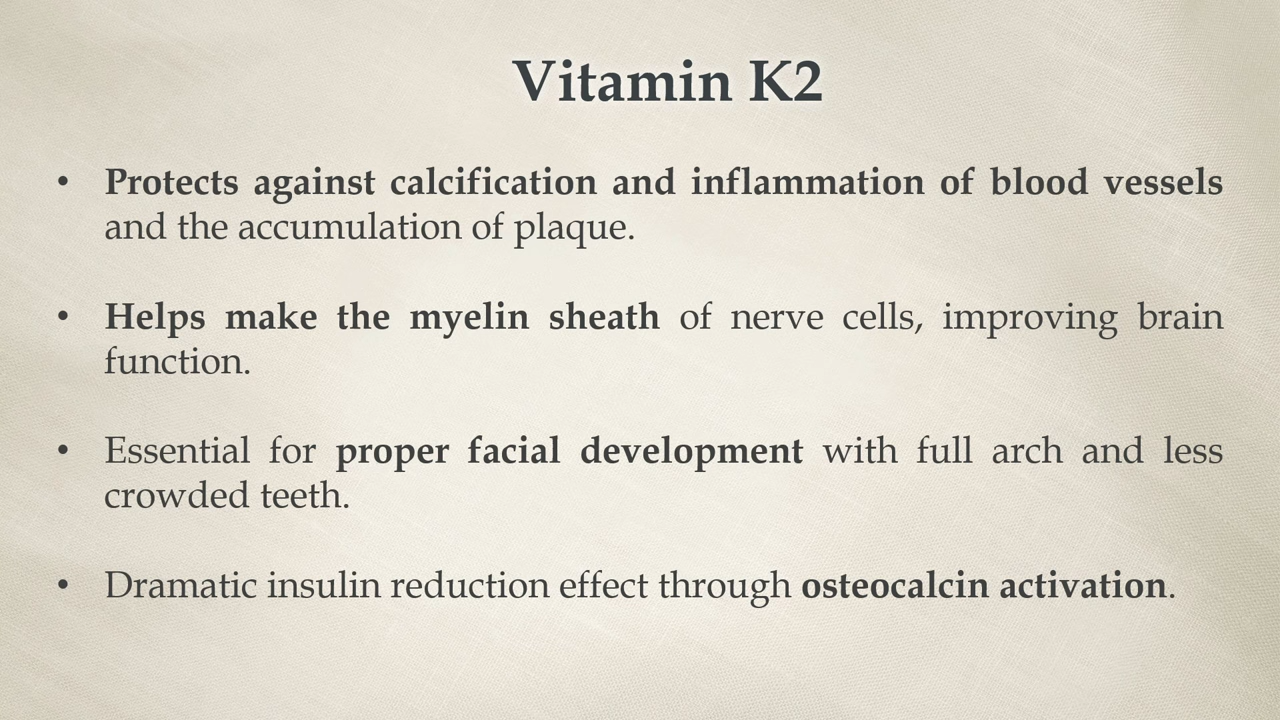 Vitamin K2
• Protects against calcification and inflammation of blood vessels
and the accumulation of plaque.
• Helps make the myelin sheath of nerve cells, improving brain
function.
• Essential for proper facial development with full arch and less
crowded teeth.
• Dramatic insulin reduction effect through osteocalcin activation.